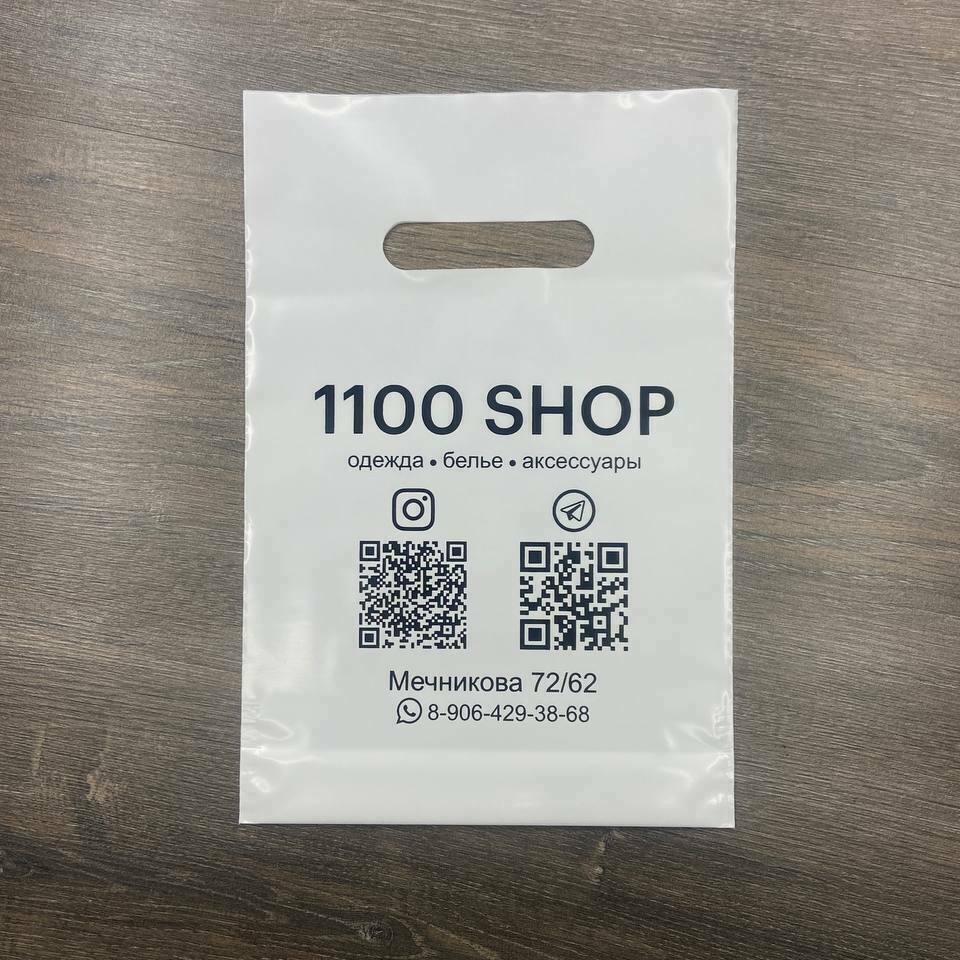 1100 SHOP
одежда • белье • аксессуары
Мечникова 72/62
8-906-429-38-68